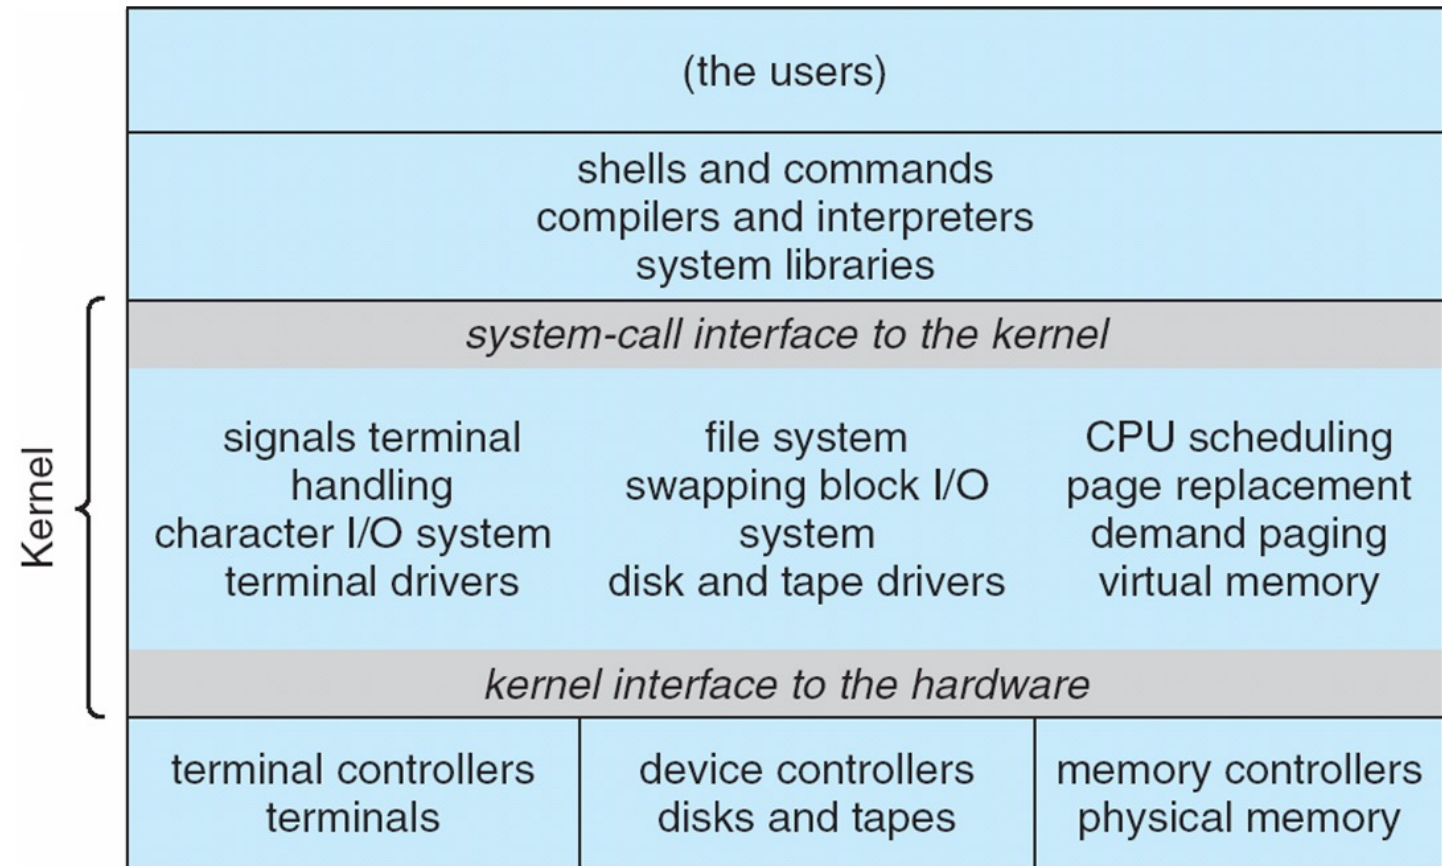 (the users)
shells and commands
compilers and interpreters
system libraries
Kernel
system-call interface to the kernel
signals terminal
handling
character I/O system
terminal drivers
file system
swapping block I/O
system
disk and tape drivers
CPU scheduling
page replacement
demand paging
virtual memory
kernel interface to the hardware
terminal controllers
terminals
device controllers
disks and tapes
memory controllers
physical memory